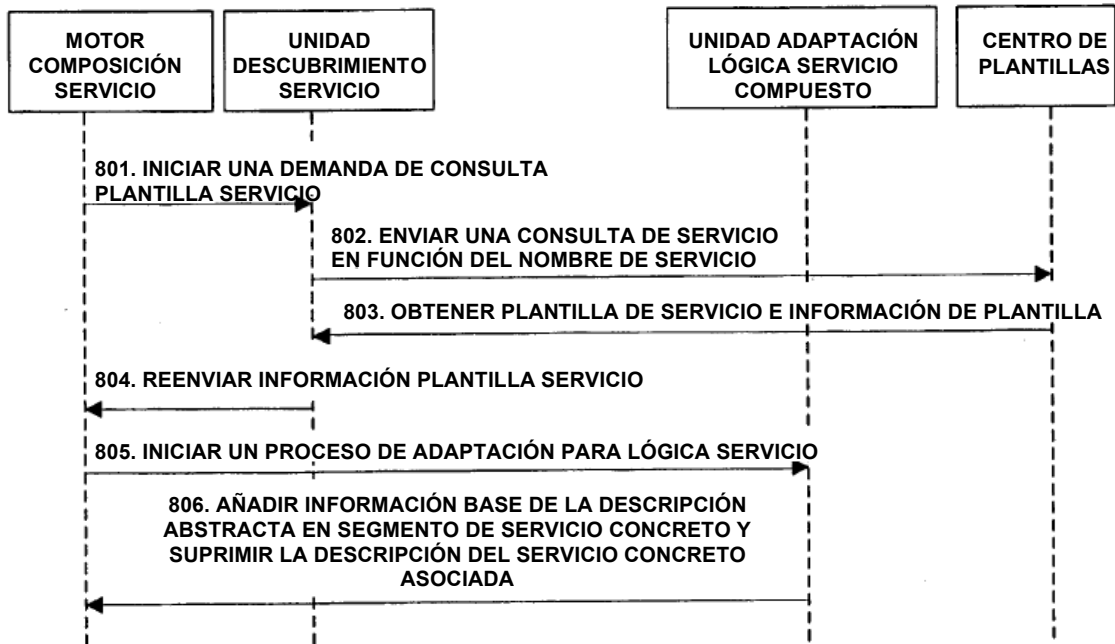 MOTOR
COMPOSICIÓN
SERVICIO
UNIDAD
DESCUBRIMIENTO
SERVICIO
UNIDAD ADAPTACIÓN
LÓGICA SERVICIO
COMPUESTO
CENTRO DE
PLANTILLAS
801. INICIAR UNA DEMANDA DE CONSULTA
PLANTILLA SERVICIO
802. ENVIAR UNA CONSULTA DE SERVICIO
EN FUNCIÓN DEL NOMBRE DE SERVICIO
803. OBTENER PLANTILLA DE SERVICIO E INFORMACIÓN DE PLANTILLA
804. REENVIAR INFORMACIÓN PLANTILLA SERVICIO
805. INICIAR UN PROCESO DE ADAPTACIÓN PARA LÓGICA SERVICIO
806. AÑADIR INFORMACIÓN BASE DE LA DESCRIPCIÓN
ABSTRACTA EN SEGMENTO DE SERVICIO CONCRETO Y
SUPRIMIR LA DESCRIPCIÓN DEL SERVICIO CONCRETO
ASOCIADA